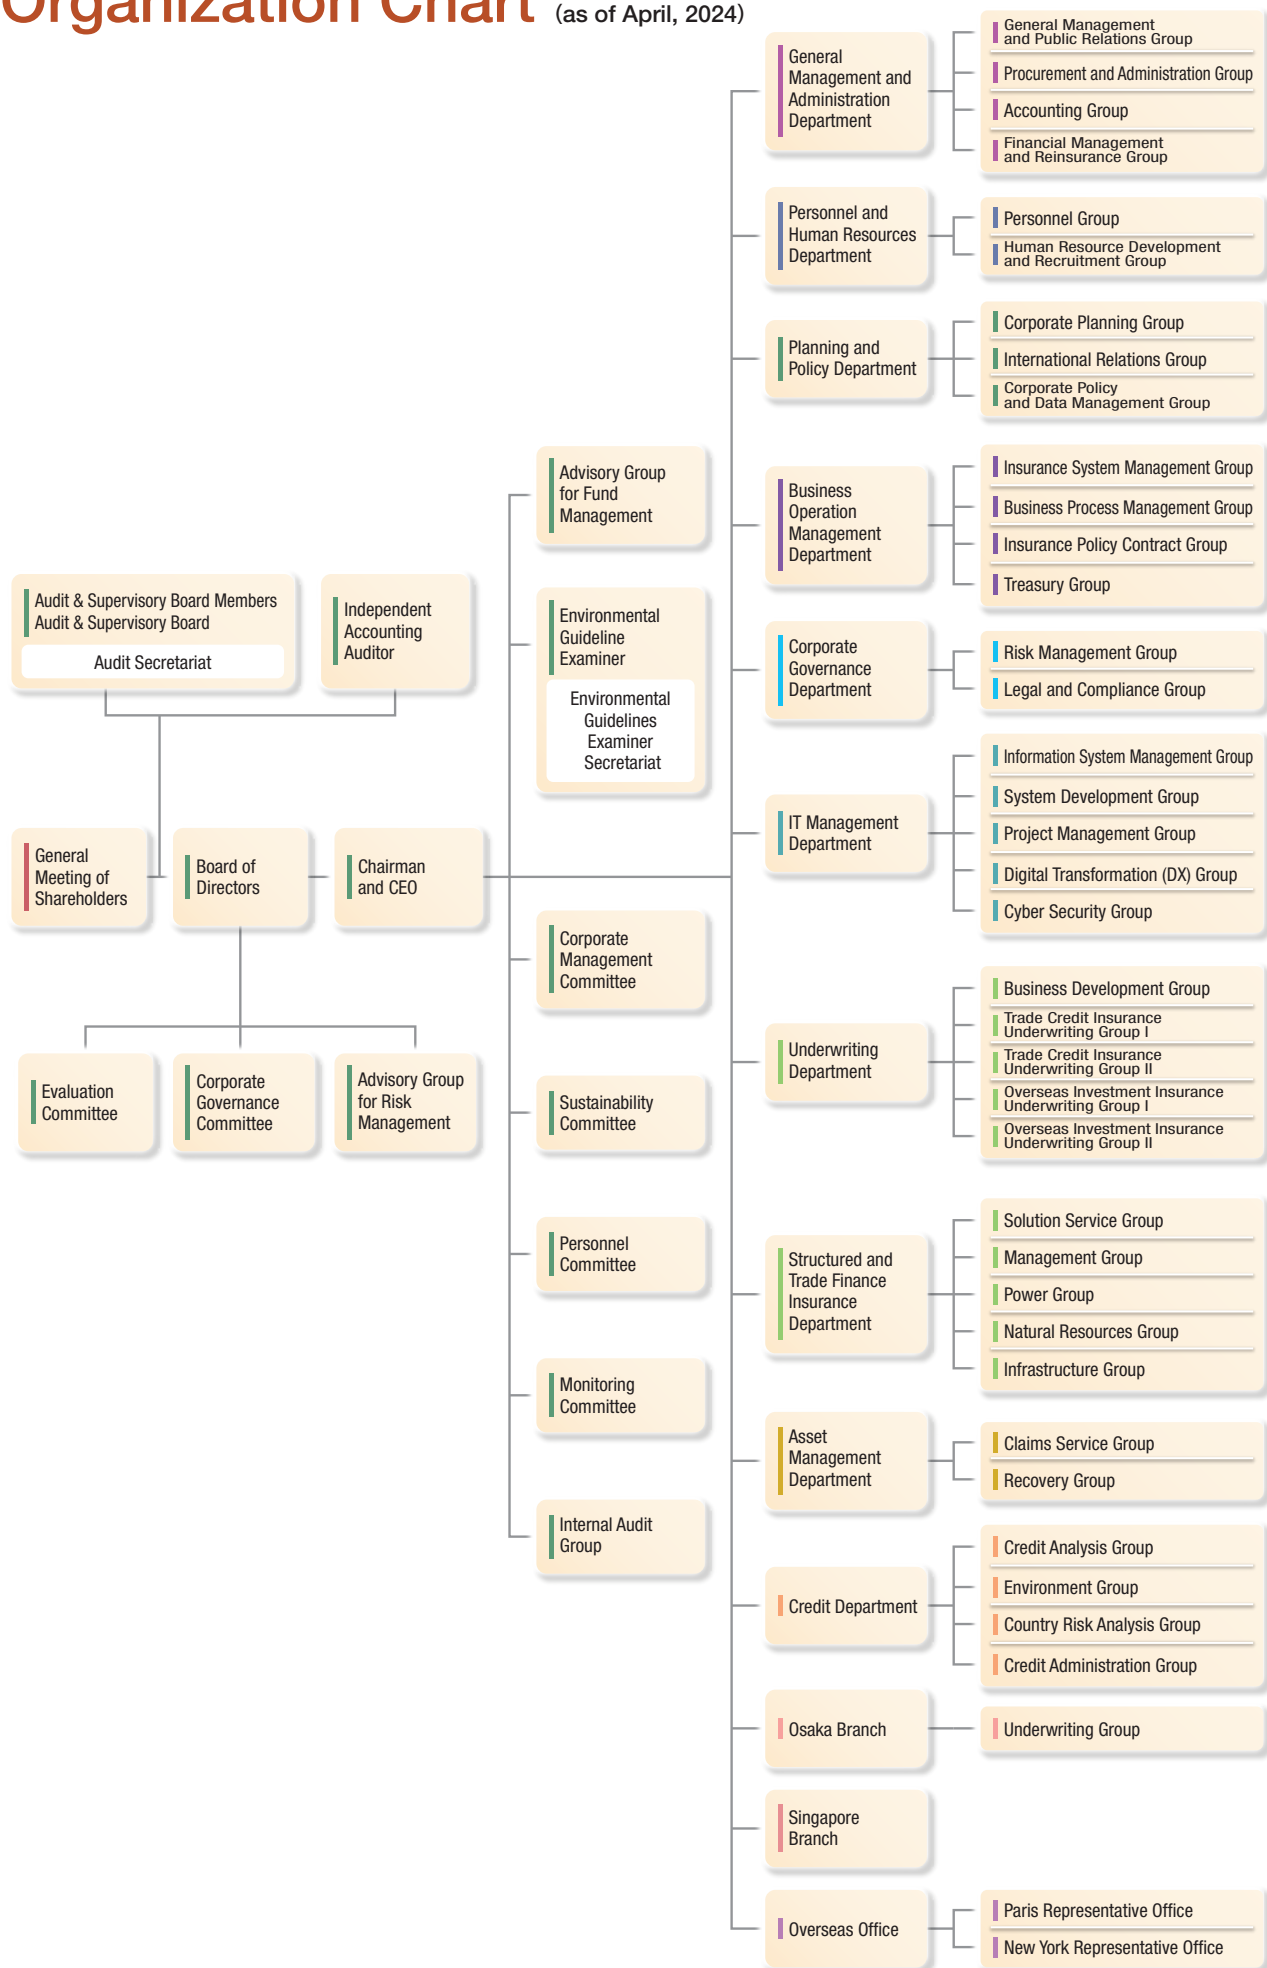 Organization Chart (as of April, 2024)
Audit & Supervisory Board Members
Audit & Supervisory Board
Audit Secretariat
Independent
Accounting
Auditor
General
Meeting of
Shareholders
Board of
Directors
Chairman
and CEO
Evaluation
Committee
Corporate
Governance
Committee
Advisory Group
for Risk
Management
Advisory Group
for Fund
Management
Environmental
Guideline
Examiner
Environmental
Guidelines
Examiner
Secretariat
Corporate
Management
Committee
Sustainability
Committee
Personnel
Committee
Monitoring
Committee
Internal Audit
Group
General
Management and
Administration
Department
General Management
and Public Relations Group
Procurement and Administration Group
Accounting Group
Financial Management
and Reinsurance Group
Personnel and
Human Resources
Department
Personnel Group
Human Resource Development
and Recruitment Group
Planning and
Policy Department
Corporate Planning Group
International Relations Group
Corporate Policy
and Data Management Group
Business
Operation
Management
Department
Insurance System Management Group
Business Process Management Group
Insurance Policy Contract Group
Treasury Group
Corporate
Governance
Department
Risk Management Group
Legal and Compliance Group
IT Management
Department
Information System Management Group
System Development Group
Project Management Group
Digital Transformation (DX) Group
Cyber Security Group
Underwriting
Department
Business Development Group
Trade Credit Insurance
Underwriting Group I
Trade Credit Insurance
Underwriting Group II
Overseas Investment Insurance
Underwriting Group I
Overseas Investment Insurance
Underwriting Group II
Structured and
Trade Finance
Insurance
Department
Solution Service Group
Management Group
Power Group
Natural Resources Group
Infrastructure Group
Asset
Management
Department
Claims Service Group
Recovery Group
Credit Department
Credit Analysis Group
Environment Group
Country Risk Analysis Group
Credit Administration Group
Osaka Branch
Underwriting Group
Singapore
Branch
Overseas Office
Paris Representative Office
New York Representative Office